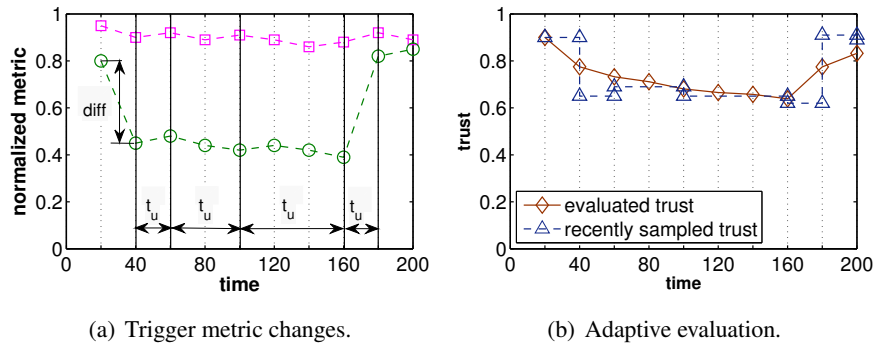 1
0.8
0.6
0.4
0.2
0
normalized metric
diff
t_u
t_u
t_u
t_u
0 40 80 120 160 200
time
(a) Trigger metric changes.
1
0.8
0.6
0.4
0.2
0
trust
evaluated trust
recently sampled trust
0 40 80 120 160 200
time
(b) Adaptive evaluation.